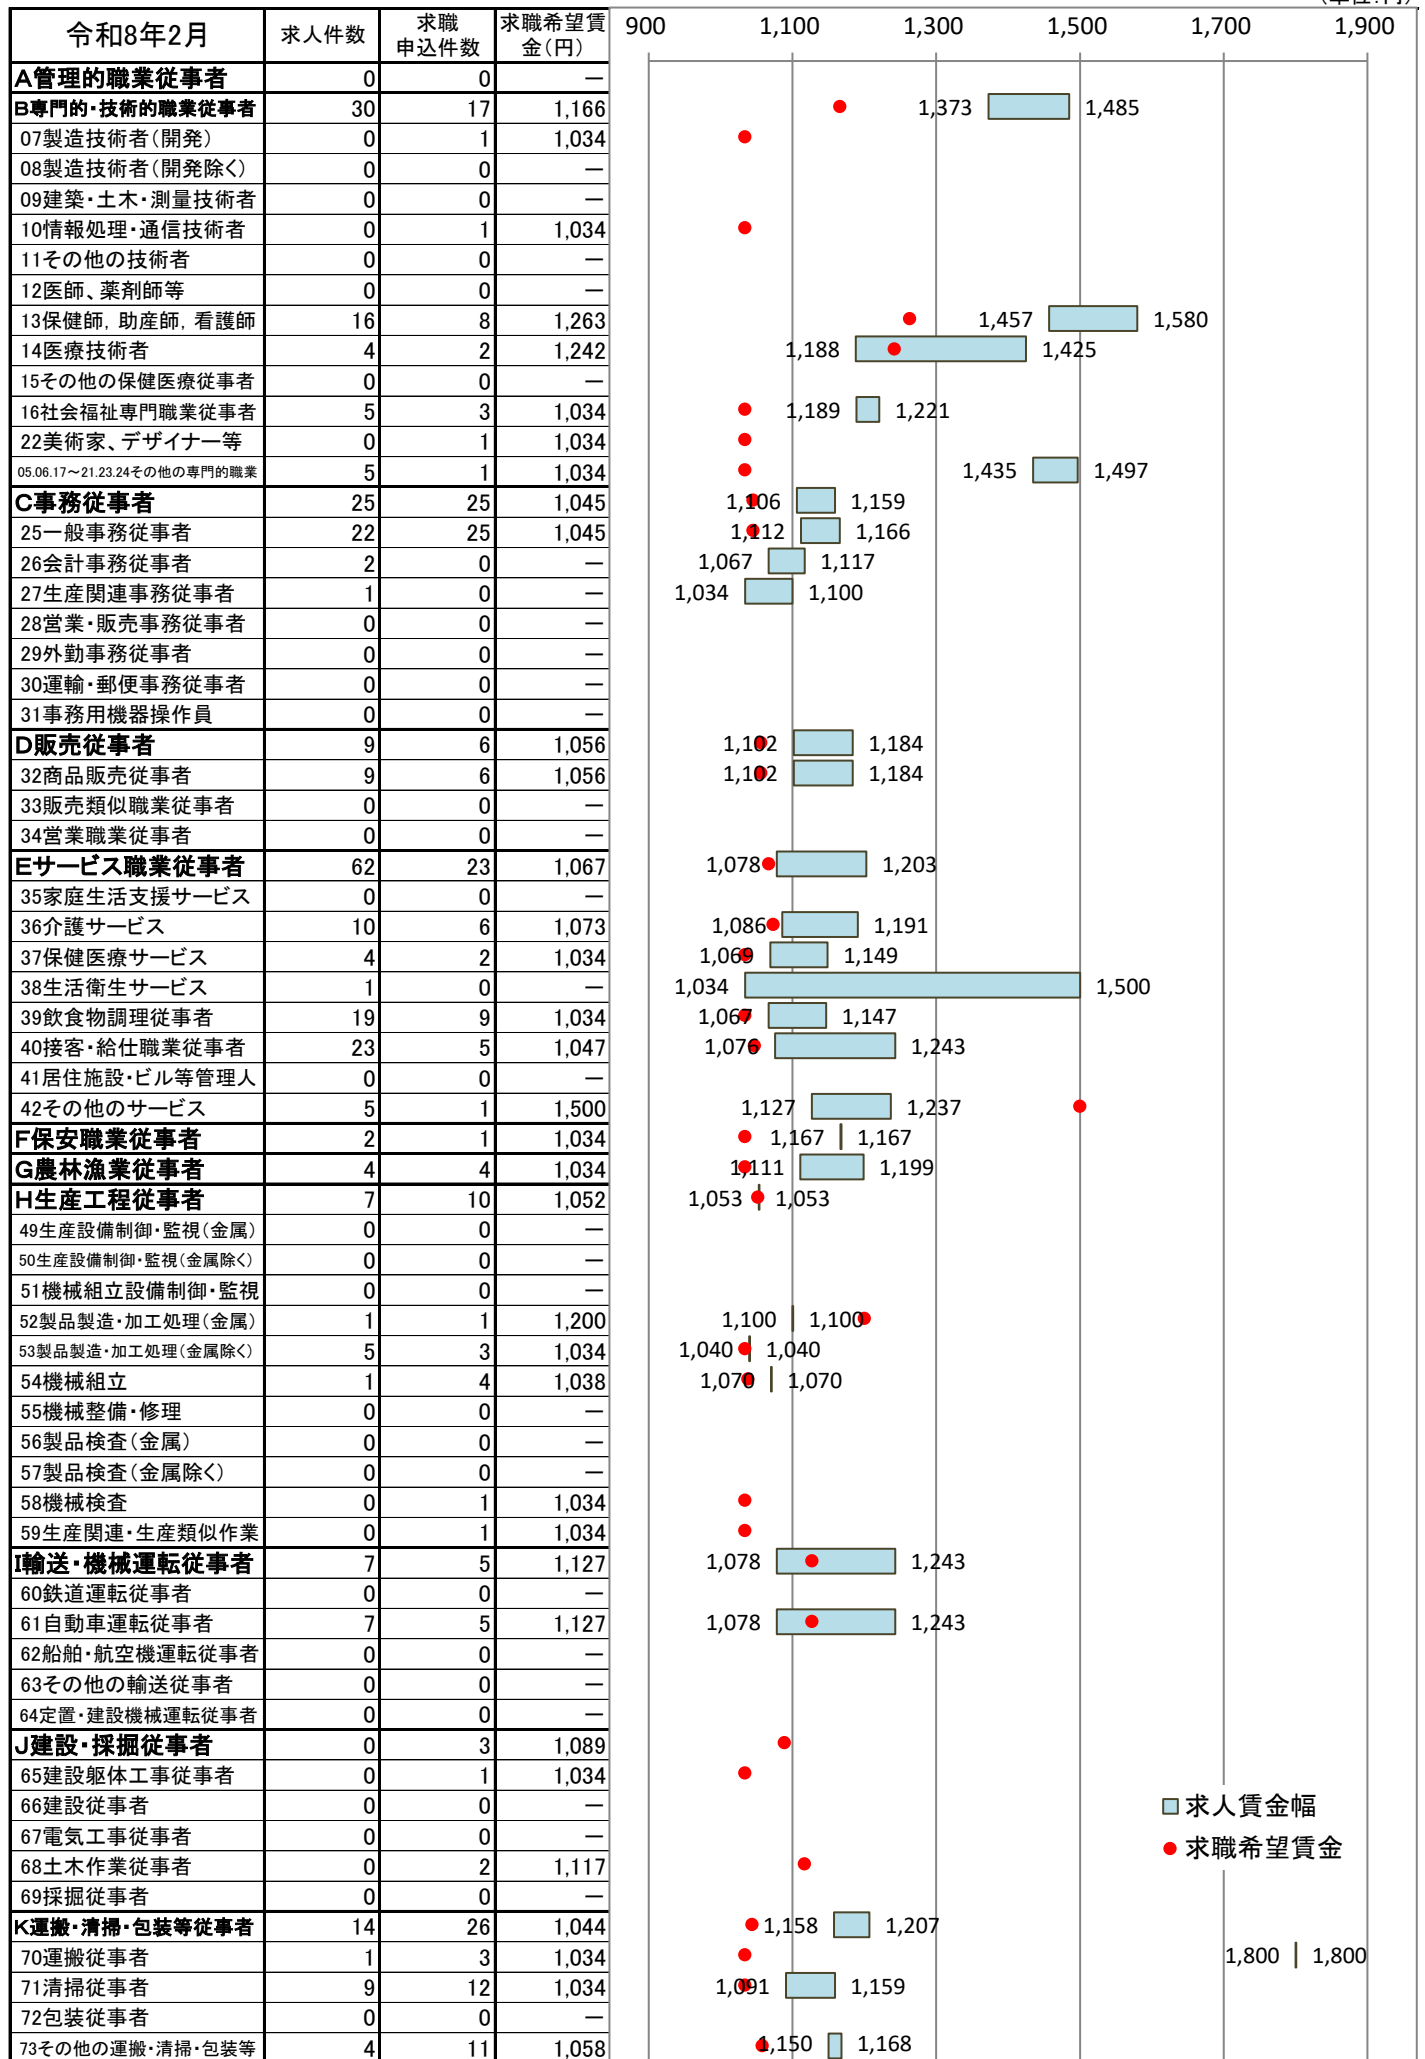 令和8年2月 求人件数 求職申込件数 求職希望賃金(円) 900 1,100 1,300 1,500 1,700 1,900
A管理的職業従事者 0 0 ―
B専門的・技術的職業従事者 30 17 1,166 1,373 1,485
07製造技術者(開発) 0 1 1,034
08製造技術者(開発除く) 0 0 ―
09建築・土木・測量技術者 0 0 ―
10情報処理・通信技術者 0 1 1,034
11その他の技術者 0 0 ―
12医師、薬剤師等 0 0 ―
13保健師,助産師,看護師 16 8 1,263 1,457 1,580
14医療技術者 4 2 1,242 1,188 1,425
15その他の保健医療従事者 0 0 ―
16社会福祉専門職業従事者 5 3 1,034 1,189 1,221
22美術家、デザイナー等 0 1 1,034
05.06.17～21.23.24その他の専門的職業 5 1 1,034 1,435 1,497
C事務従事者 25 25 1,045 1,106 1,159
25一般事務従事者 22 25 1,045 1,112 1,166
26会計事務従事者 2 0 ― 1,067 1,117
27生産関連事務従事者 1 0 ― 1,034 1,100
28営業・販売事務従事者 0 0 ―
29外勤事務従事者 0 0 ―
30運輸・郵便事務従事者 0 0 ―
31事務用機器操作員 0 0 ―
D販売従事者 9 6 1,056 1,102 1,184
32商品販売従事者 9 6 1,056 1,102 1,184
33販売類似職業従事者 0 0 ―
34営業職業従事者 0 0 ―
Eサービス職業従事者 62 23 1,067 1,078 1,203
35家庭生活支援サービス 0 0 ―
36介護サービス 10 6 1,073 1,086 1,191
37保健医療サービス 4 2 1,034 1,069 1,149
38生活衛生サービス 1 0 ― 1,034 1,500
39飲食物調理従事者 19 9 1,034 1,067 1,147
40接客・給仕職業従事者 23 5 1,047 1,076 1,243
41居住施設・ビル等管理人 0 0 ―
42その他のサービス 5 1 1,500 1,127 1,237
F保安職業従事者 2 1 1,034 1,167 1,167
G農林漁業従事者 4 4 1,034 1,111 1,199
H生産工程従事者 7 10 1,052 1,053 1,053
49生産設備制御・監視(金属) 0 0 ―
50生産設備制御・監視(金属除く) 0 0 ―
51機械組立設備制御・監視 0 0 ―
52製品製造・加工処理(金属) 1 1 1,200 1,100 1,100
53製品製造・加工処理(金属除く) 5 3 1,034 1,040 1,040
54機械組立 1 4 1,038 1,070 1,070
55機械整備・修理 0 0 ―
56製品検査(金属) 0 0 ―
57製品検査(金属除く) 0 0 ―
58機械検査 0 1 1,034
59生産関連・生産類似作業 0 1 1,034
I輸送・機械運転従事者 7 5 1,127 1,078 1,243
60鉄道運転従事者 0 0 ―
61自動車運転従事者 7 5 1,127 1,078 1,243
62船舶・航空機運転従事者 0 0 ―
63その他の輸送従事者 0 0 ―
64定置・建設機械運転従事者 0 0 ―
J建設・採掘従事者 0 3 1,089
65建設躯体工事従事者 0 1 1,034
66建設従事者 0 0 ― 求人賃金幅
67電気工事従事者 0 0 ― 求職希望賃金
68土木作業従事者 0 2 1,117
69採掘従事者 0 0 ―
K運搬・清掃・包装等従事者 14 26 1,044 1,158 1,207
70運搬従事者 1 3 1,034 1,800 1,800
71清掃従事者 9 12 1,034 1,091 1,159
72包装従事者 0 0 ―
73その他の運搬・清掃・包装等 4 11 1,058 1,150 1,168